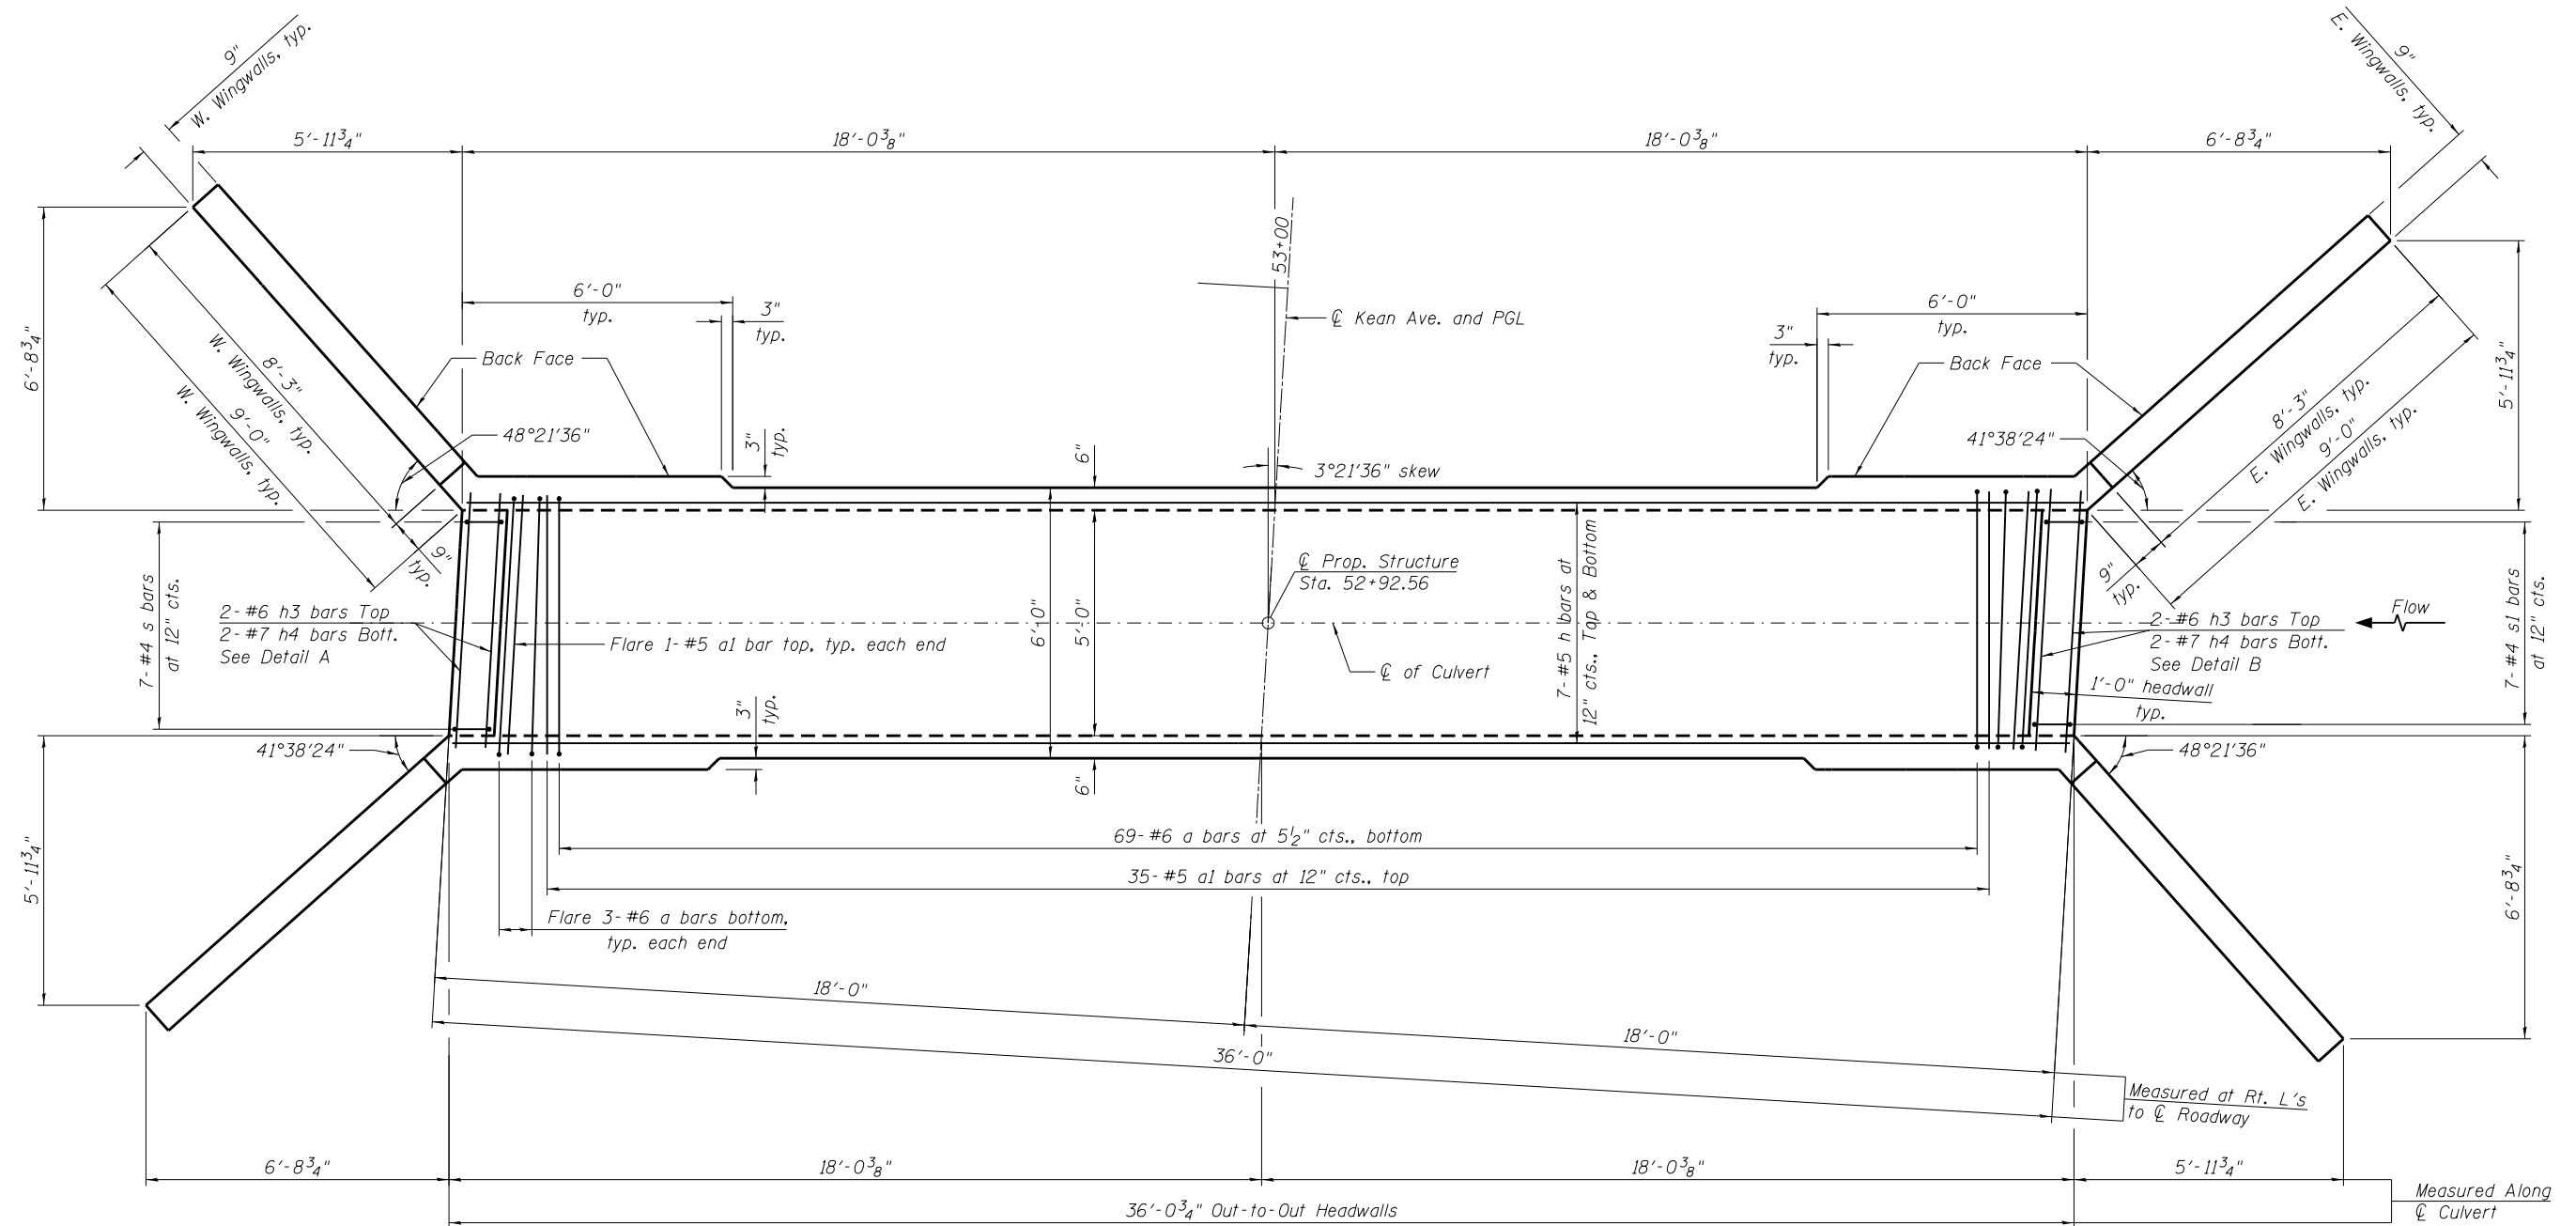 9"
W. Wingwalls, typ.
9"
E. Wingwalls, typ.
5'-11¾"
18'-0⅜"
18'-0⅜"
6'-8¾"
53+00
6'-0"
typ.
3"
typ.
℄ Kean Ave. and PGL
6'-0"
typ.
3"
typ.
6'-8¾"
8'-3"
W. Wingwalls, typ.
9'-0"
W. Wingwalls, typ.
Back Face
Back Face
8'-3"
E. Wingwalls, typ.
9'-0"
E. Wingwalls, typ.
5'-11¾"
48°21'36"
3"
typ.
6"
3°21'36" skew
41°38'24"
9"
typ.
9"
typ.
7-#4 s bars
at 12" cts.
2-#6 h3 bars Top
2-#7 h4 bars Bott.
See Detail A
Flare 1-#5 a1 bar top, typ. each end
6'-0"
5'-0"
℄ Prop. Structure
Sta. 52+92.56
℄ of Culvert
7-#5 h bars at
12" cts., Top & Bottom
Flow
2-#6 h3 bars Top
2-#7 h4 bars Bott.
See Detail B
1'-0" headwall
typ.
7-#4 s1 bars
at 12" cts.
41°38'24"
3"
typ.
6"
48°21'36"
5'-11¾"
69-#6 a bars at 5½" cts., bottom
35-#5 a1 bars at 12" cts., top
Flare 3-#6 a bars bottom,
typ. each end
6'-8¾"
18'-0"
18'-0"
36'-0"
Measured at Rt. L's
to ℄ Roadway
6'-8¾"
18'-0⅜"
18'-0⅜"
5'-11¾"
36'-0¾" Out-to-Out Headwalls
Measured Along
℄ Culvert